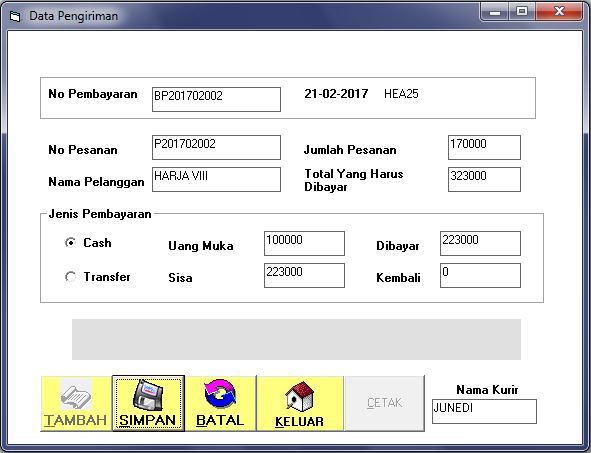 Data Pengiriman
No Pembayaran BP201702002 21-02-2017 HEA25
No Pesanan P201702002 Jumlah Pesanan 170000
Nama Pelanggan HARJA VIII Total Yang Harus Dibayar 323000
Jenis Pembayaran
Cash Uang Muka 100000 Dibayar 223000
Transfer Sisa 223000 Kembali 0
TAMBAH SIMPAN BATAL KELUAR CETAK
Nama Kurir
JUNEDI